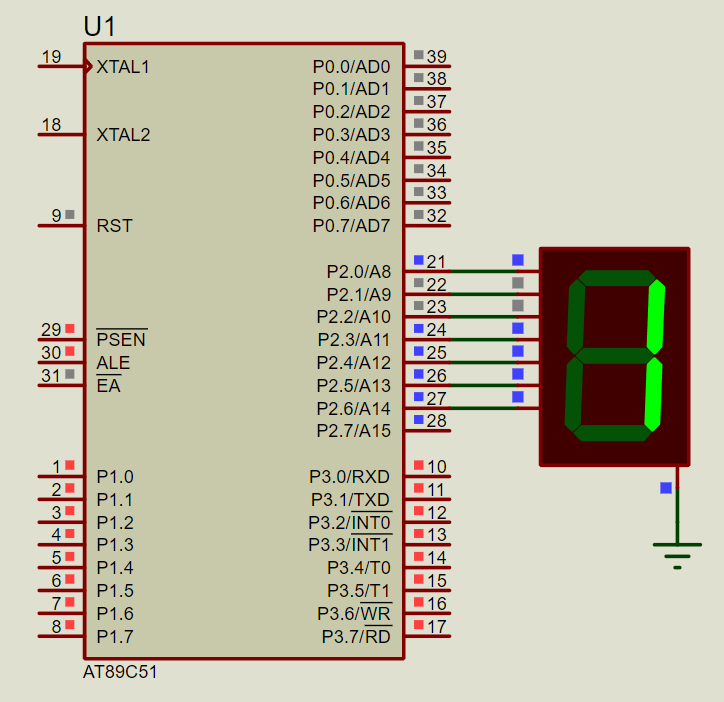 U1
19 XTAL1
18 XTAL2
9 RST
29 PSEN
30 ALE
31 EA
1 P1.0
2 P1.1
3 P1.2
4 P1.3
5 P1.4
6 P1.5
7 P1.6
8 P1.7
P0.0/AD0 39
P0.1/AD1 38
P0.2/AD2 37
P0.3/AD3 36
P0.4/AD4 35
P0.5/AD5 34
P0.6/AD6 33
P0.7/AD7 32
P2.0/A8 21
P2.1/A9 22
P2.2/A10 23
P2.3/A11 24
P2.4/A12 25
P2.5/A13 26
P2.6/A14 27
P2.7/A15 28
P3.0/RXD 10
P3.1/TXD 11
P3.2/INT0 12
P3.3/INT1 13
P3.4/T0 14
P3.5/T1 15
P3.6/WR 16
P3.7/RD 17
AT89C51
1